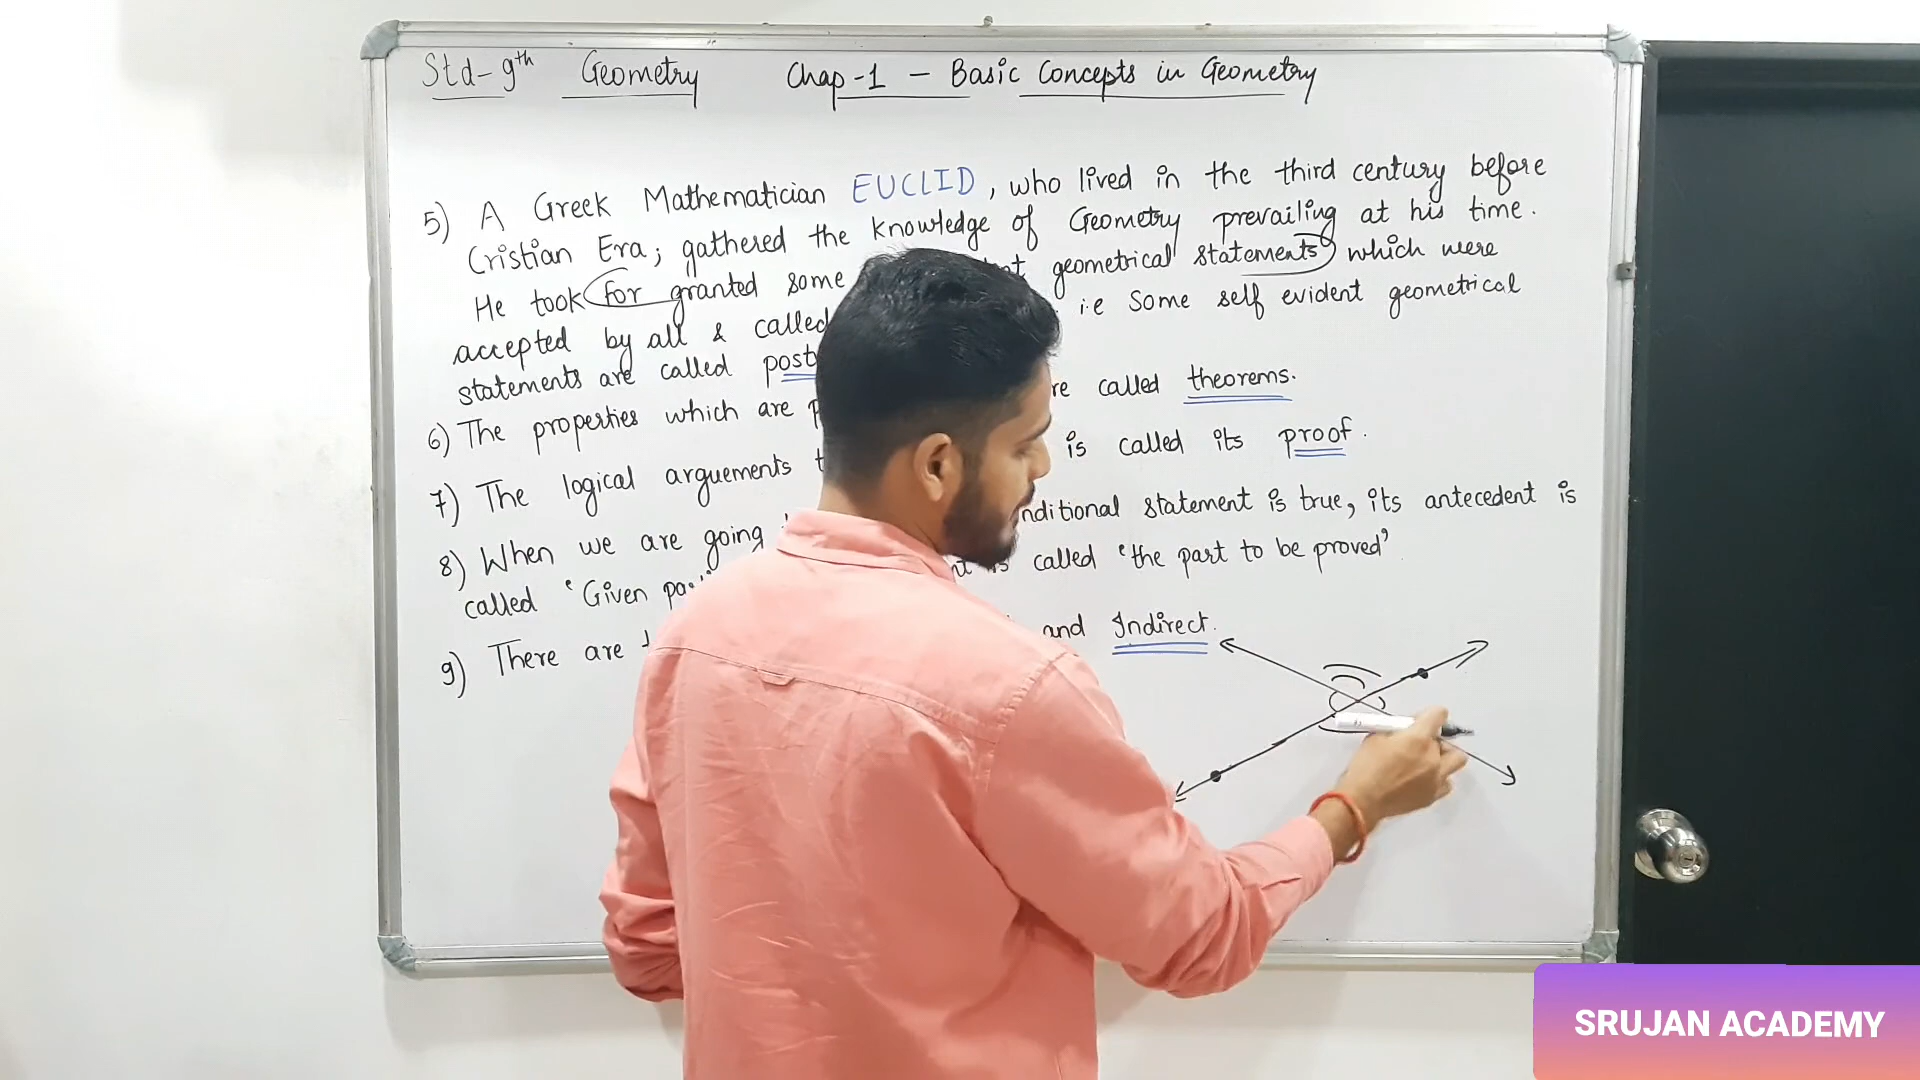 Std-9th Geometry Chap-1 - Basic Concepts in Geometry
5) A Greek Mathematician EUCLID, who lived in the third century before
Cristian Era; gathered the knowledge of Geometry prevailing at his time.
He took for granted some geometrical statements which were
accepted by all & called i.e Some self evident geometrical
statements are called
6) The properties which are called theorems.
7) The logical arguements is called its proof.
8) When we are going statement is true, its antecedent is
called 'Given called 'the part to be proved'
9) There are and Indirect.
SRUJAN ACADEMY